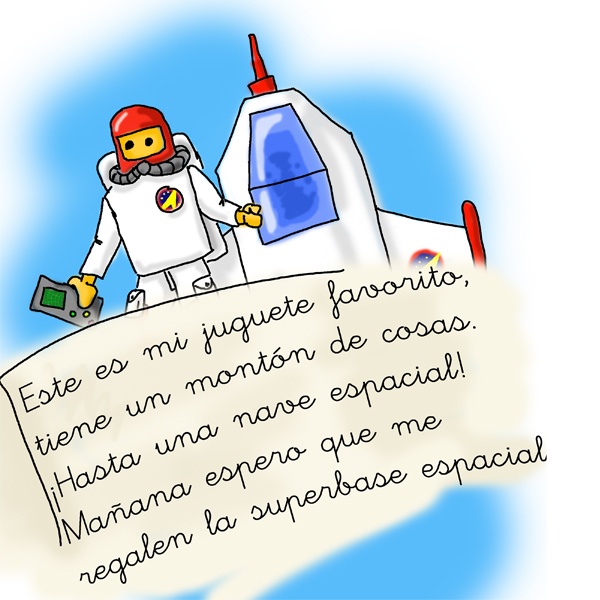 Este es mi juguete favorito,
tiene un montón de cosas.
¡Hasta una nave espacial!
Mañana espero que me
regalen la superbase espacial